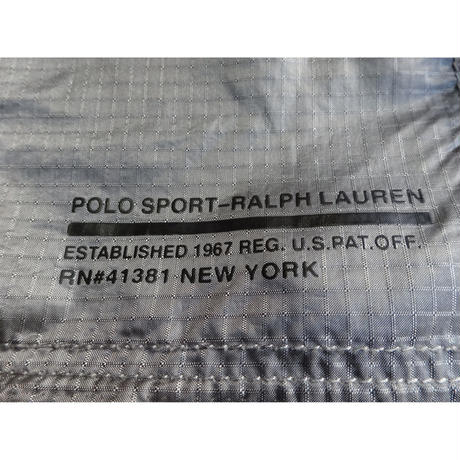 POLO SPORT–RALPH LAUREN
ESTABLISHED 1967 REG. U.S.PAT.OFF.
RN#41381 NEW YORK